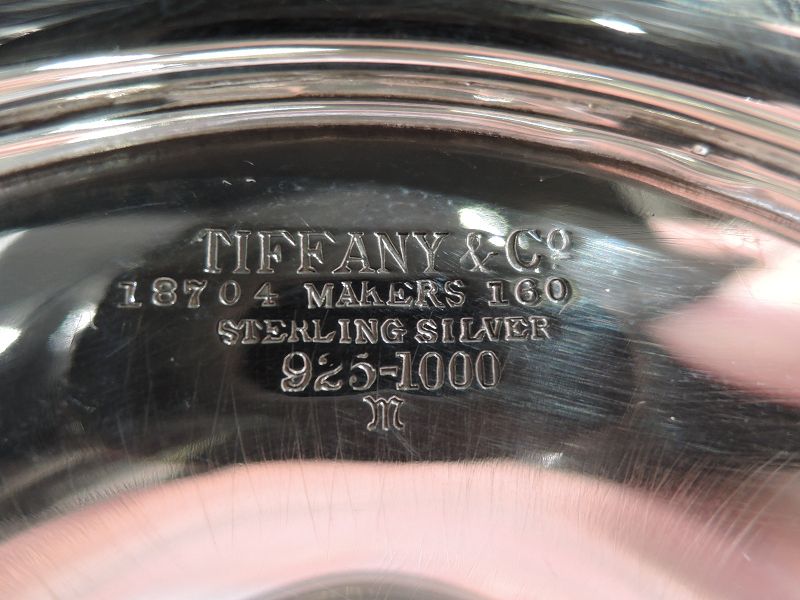 TIFFANY & Cº
18704 MAKERS 160
STERLING SILVER
925-1000
m